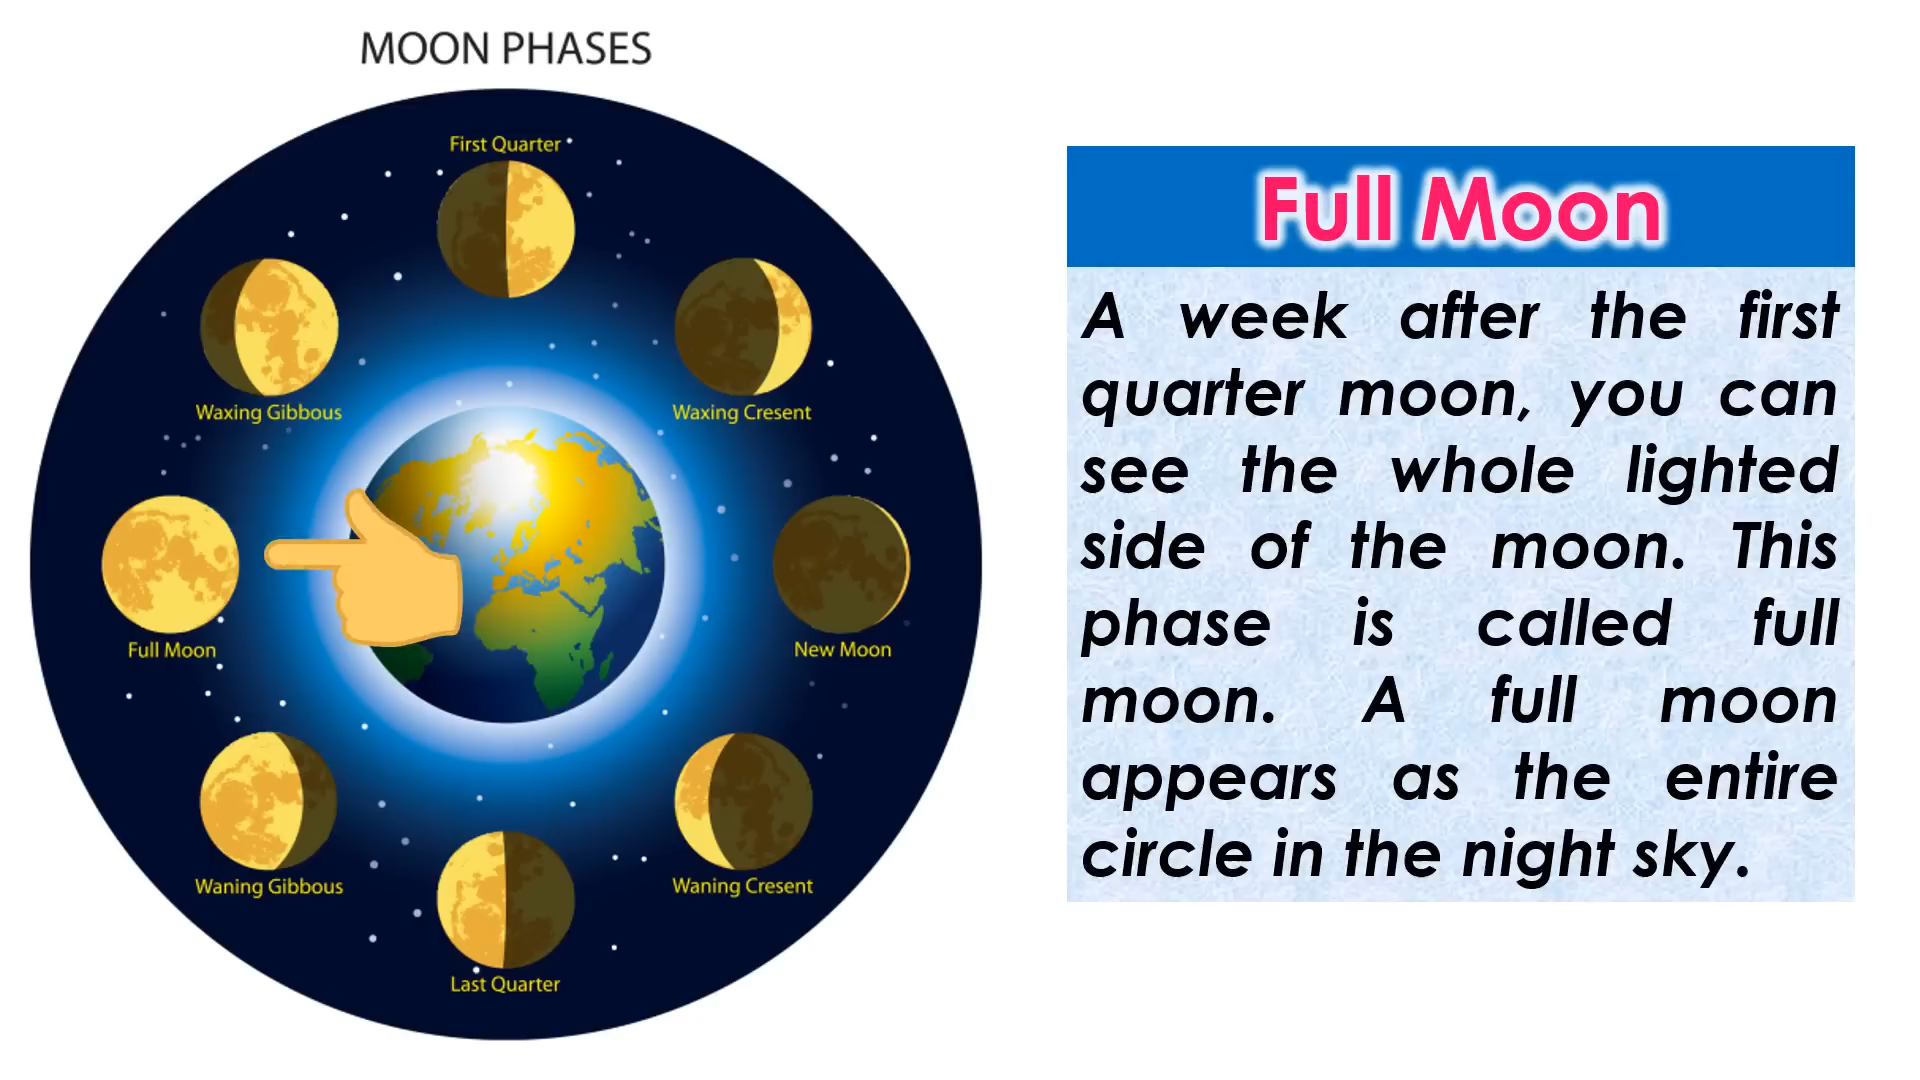 MOON PHASES
First Quarter
Waxing Gibbous
Waxing Cresent
Full Moon
New Moon
Waning Gibbous
Waning Cresent
Last Quarter
Full Moon
A week after the first
quarter moon, you can
see the whole lighted
side of the moon. This
phase is called full
moon. A full moon
appears as the entire
circle in the night sky.